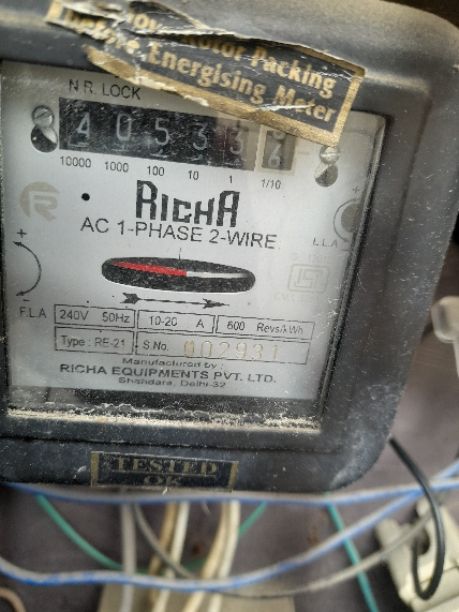 Rotor Packing
Before Energising Meter
N.R. LOCK
4 0 5 3 3
10000 1000 100 10 1 1/10
R
RICHA
AC 1-PHASE 2-WIRE
+
+
L.L.A
F.L.A
240V 50Hz 10-20 A 600 Revs/kWh
Type : RE-21 S.No. 002931
Manufactured by :
RICHA EQUIPMENTS PVT. LTD.
Shahdara, Delhi-32
TESTED
OK